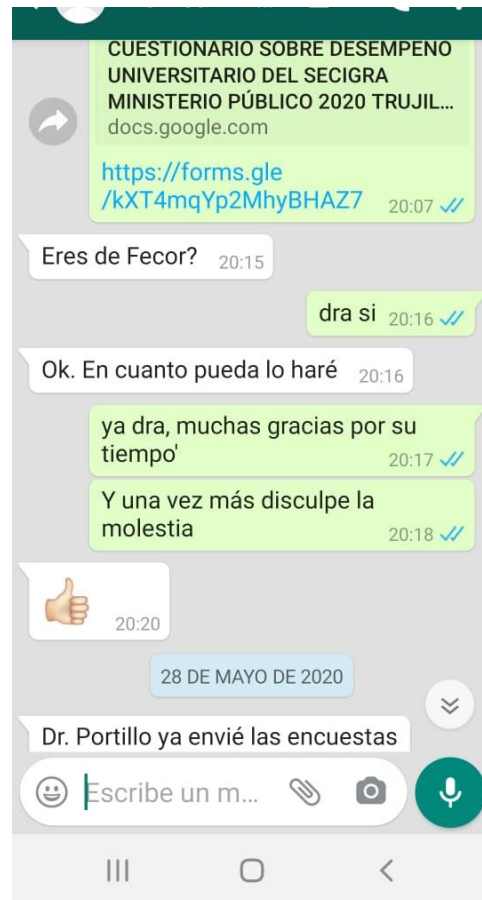 CUESTIONARIO SOBRE DESEMPEÑO
UNIVERSITARIO DEL SECIGRA
MINISTERIO PÚBLICO 2020 TRUJIL...
docs.google.com
https://forms.gle
/kXT4mqYp2MhyBHAZ7 20:07
Eres de Fecor? 20:15
dra si 20:16
Ok. En cuanto pueda lo haré 20:16
ya dra, muchas gracias por su
tiempo' 20:17
Y una vez más disculpe la
molestia 20:18
20:20
28 DE MAYO DE 2020
Dr. Portillo ya envié las encuestas
Escribe un m...